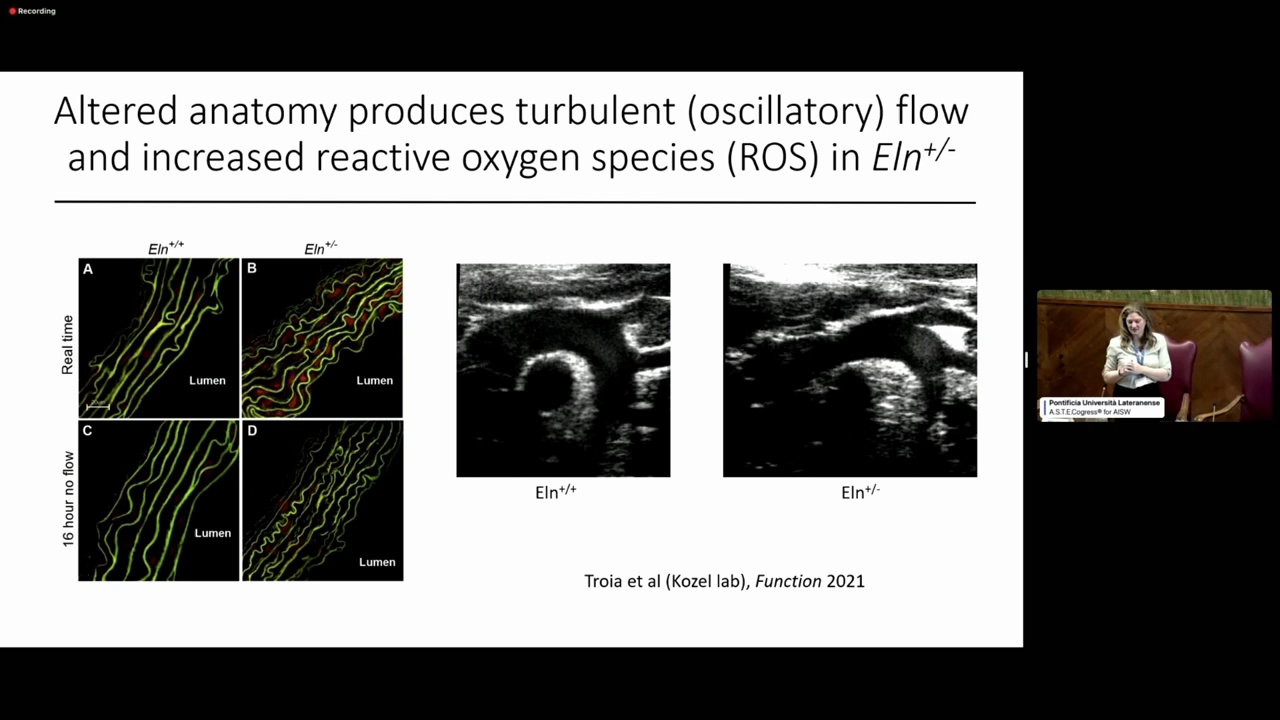 Recording
Altered anatomy produces turbulent (oscillatory) flow
and increased reactive oxygen species (ROS) in Eln+/-
Eln+/+
Eln+/-
Real time
A
Lumen
B
Lumen
16 hour no flow
C
Lumen
D
Lumen
Eln+/+
Eln+/-
Troia et al (Kozel lab), Function 2021
Pontificia Università Lateranense
A.S.T.E.Cogress® for AISW